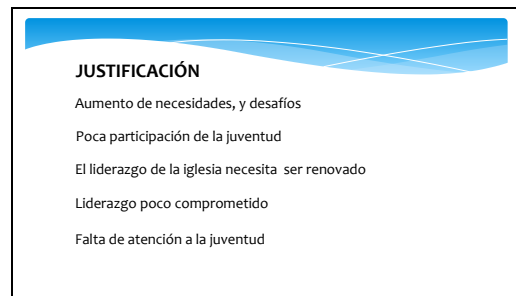 JUSTIFICACIÓN
Aumento de necesidades, y desafíos
Poca participación de la juventud
El liderazgo de la iglesia necesita  ser renovado
Liderazgo poco comprometido
Falta de atención a la juventud